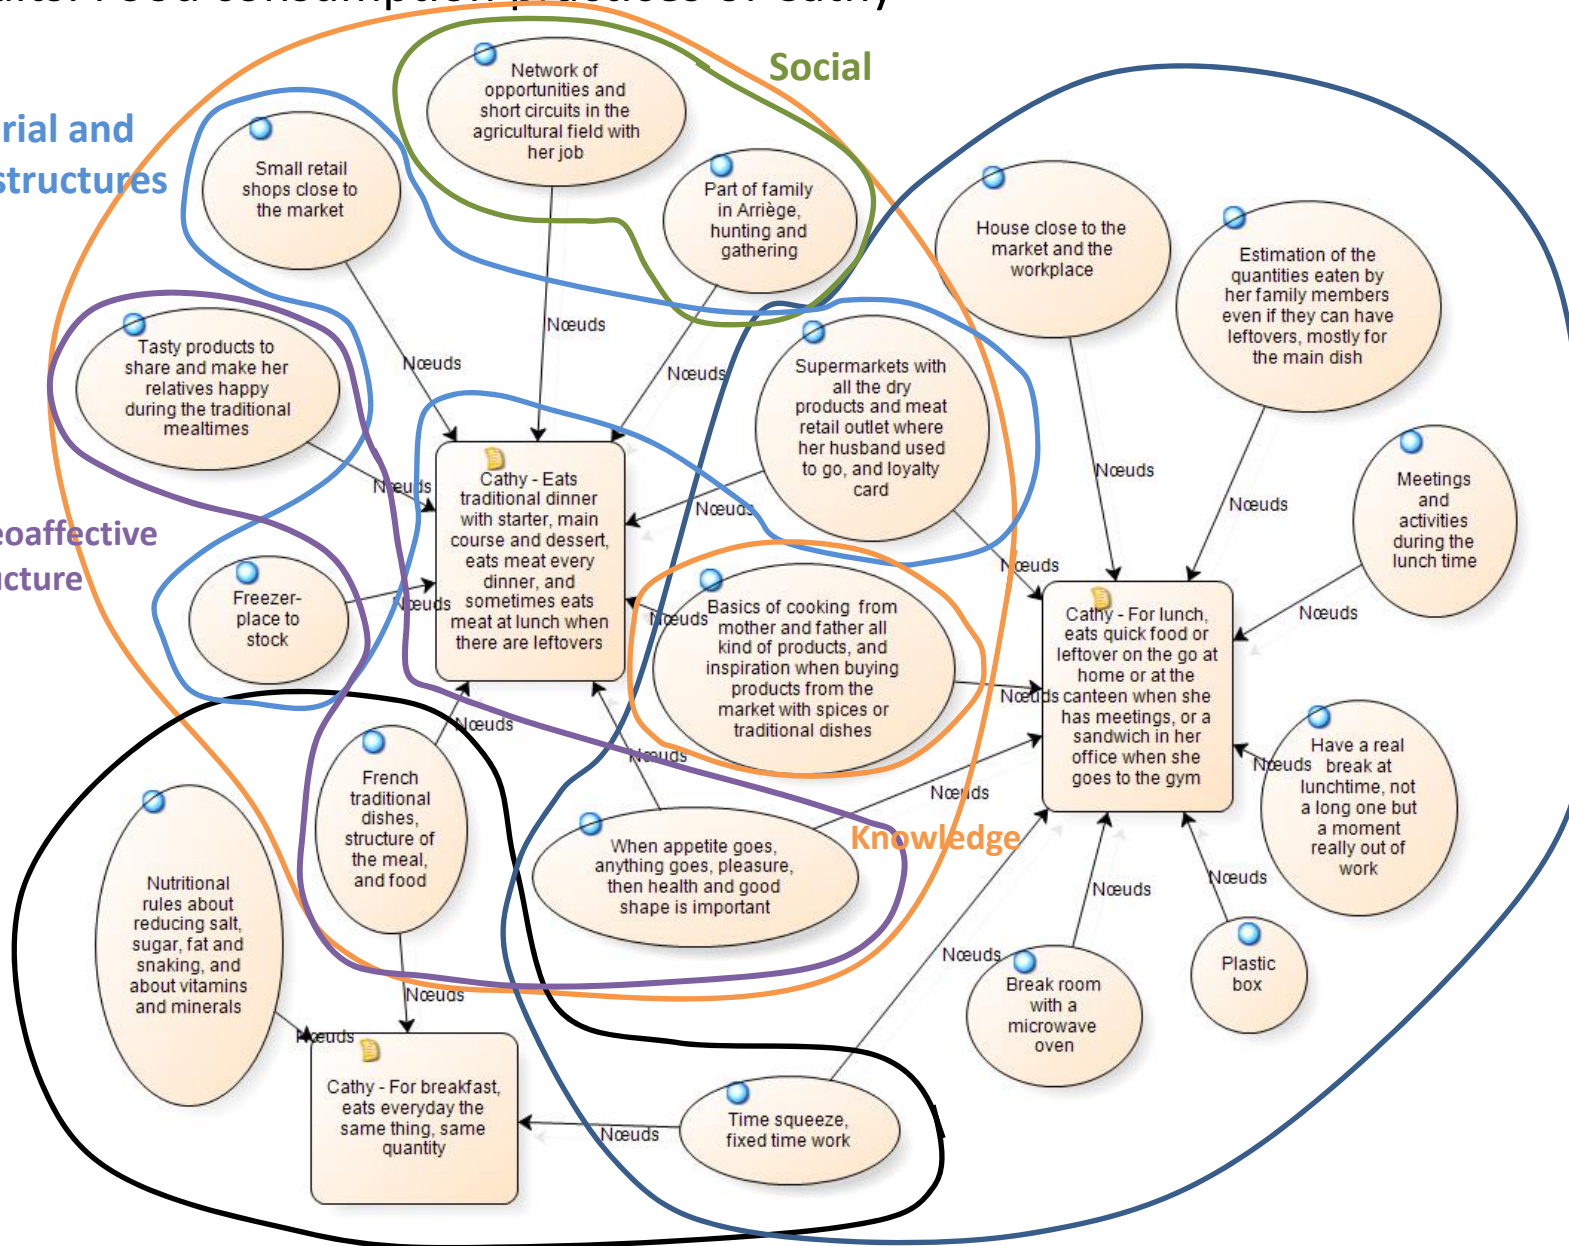 Food consumption practices of Cathy
Social
rial and
structures
Network of
opportunities and
short circuits in the
agricultural field with
her job
Small retail
shops close to
the market
Part of family
in Arriège,
hunting and
gathering
House close to the
market and the
workplace
Estimation of the
quantities eaten by
her family members
even if they can have
leftovers, mostly for
the main dish
Nœuds
Nœuds
Nœuds
Tasty products to
share and make her
relatives happy
during the traditional
mealtimes
Supermarkets with
all the dry
products and meat
retail outlet where
her husband used
to go, and loyalty
card
Nœuds
Nœuds
Meetings
and
activities
during the
lunch time
Nœuds
Nœuds
Cathy - Eats
traditional dinner
with starter, main
course and dessert,
eats meat every
dinner, and
sometimes eats
meat at lunch when
there are leftovers
eoaffective
ucture
Freezer-
place to
stock
Nœuds
Nœuds
Nœuds
Nœuds
Basics of cooking from
mother and father all
kind of products, and
inspiration when buying
products from the
market with spices or
traditional dishes
Nœuds
Cathy - For lunch,
eats quick food or
leftover on the go at
home or at the
canteen when she
has meetings, or a
sandwich in her
office when she
goes to the gym
Nœuds
Nœuds
Nœuds
Have a real
break at
lunchtime, not
a long one but
a moment
really out of
work
French
traditional
dishes,
structure of
the meal,
and food
Nœuds
Knowledge
When appetite goes,
anything goes, pleasure,
then health and good
shape is important
Nutritional
rules about
reducing salt,
sugar, fat and
snaking, and
about vitamins
and minerals
Nœuds
Nœuds
Nœuds
Break room
with a
microwave
oven
Plastic
box
Nœuds
Nœuds
Cathy - For breakfast,
eats everyday the
same thing, same
quantity
Nœuds
Time squeeze,
fixed time work